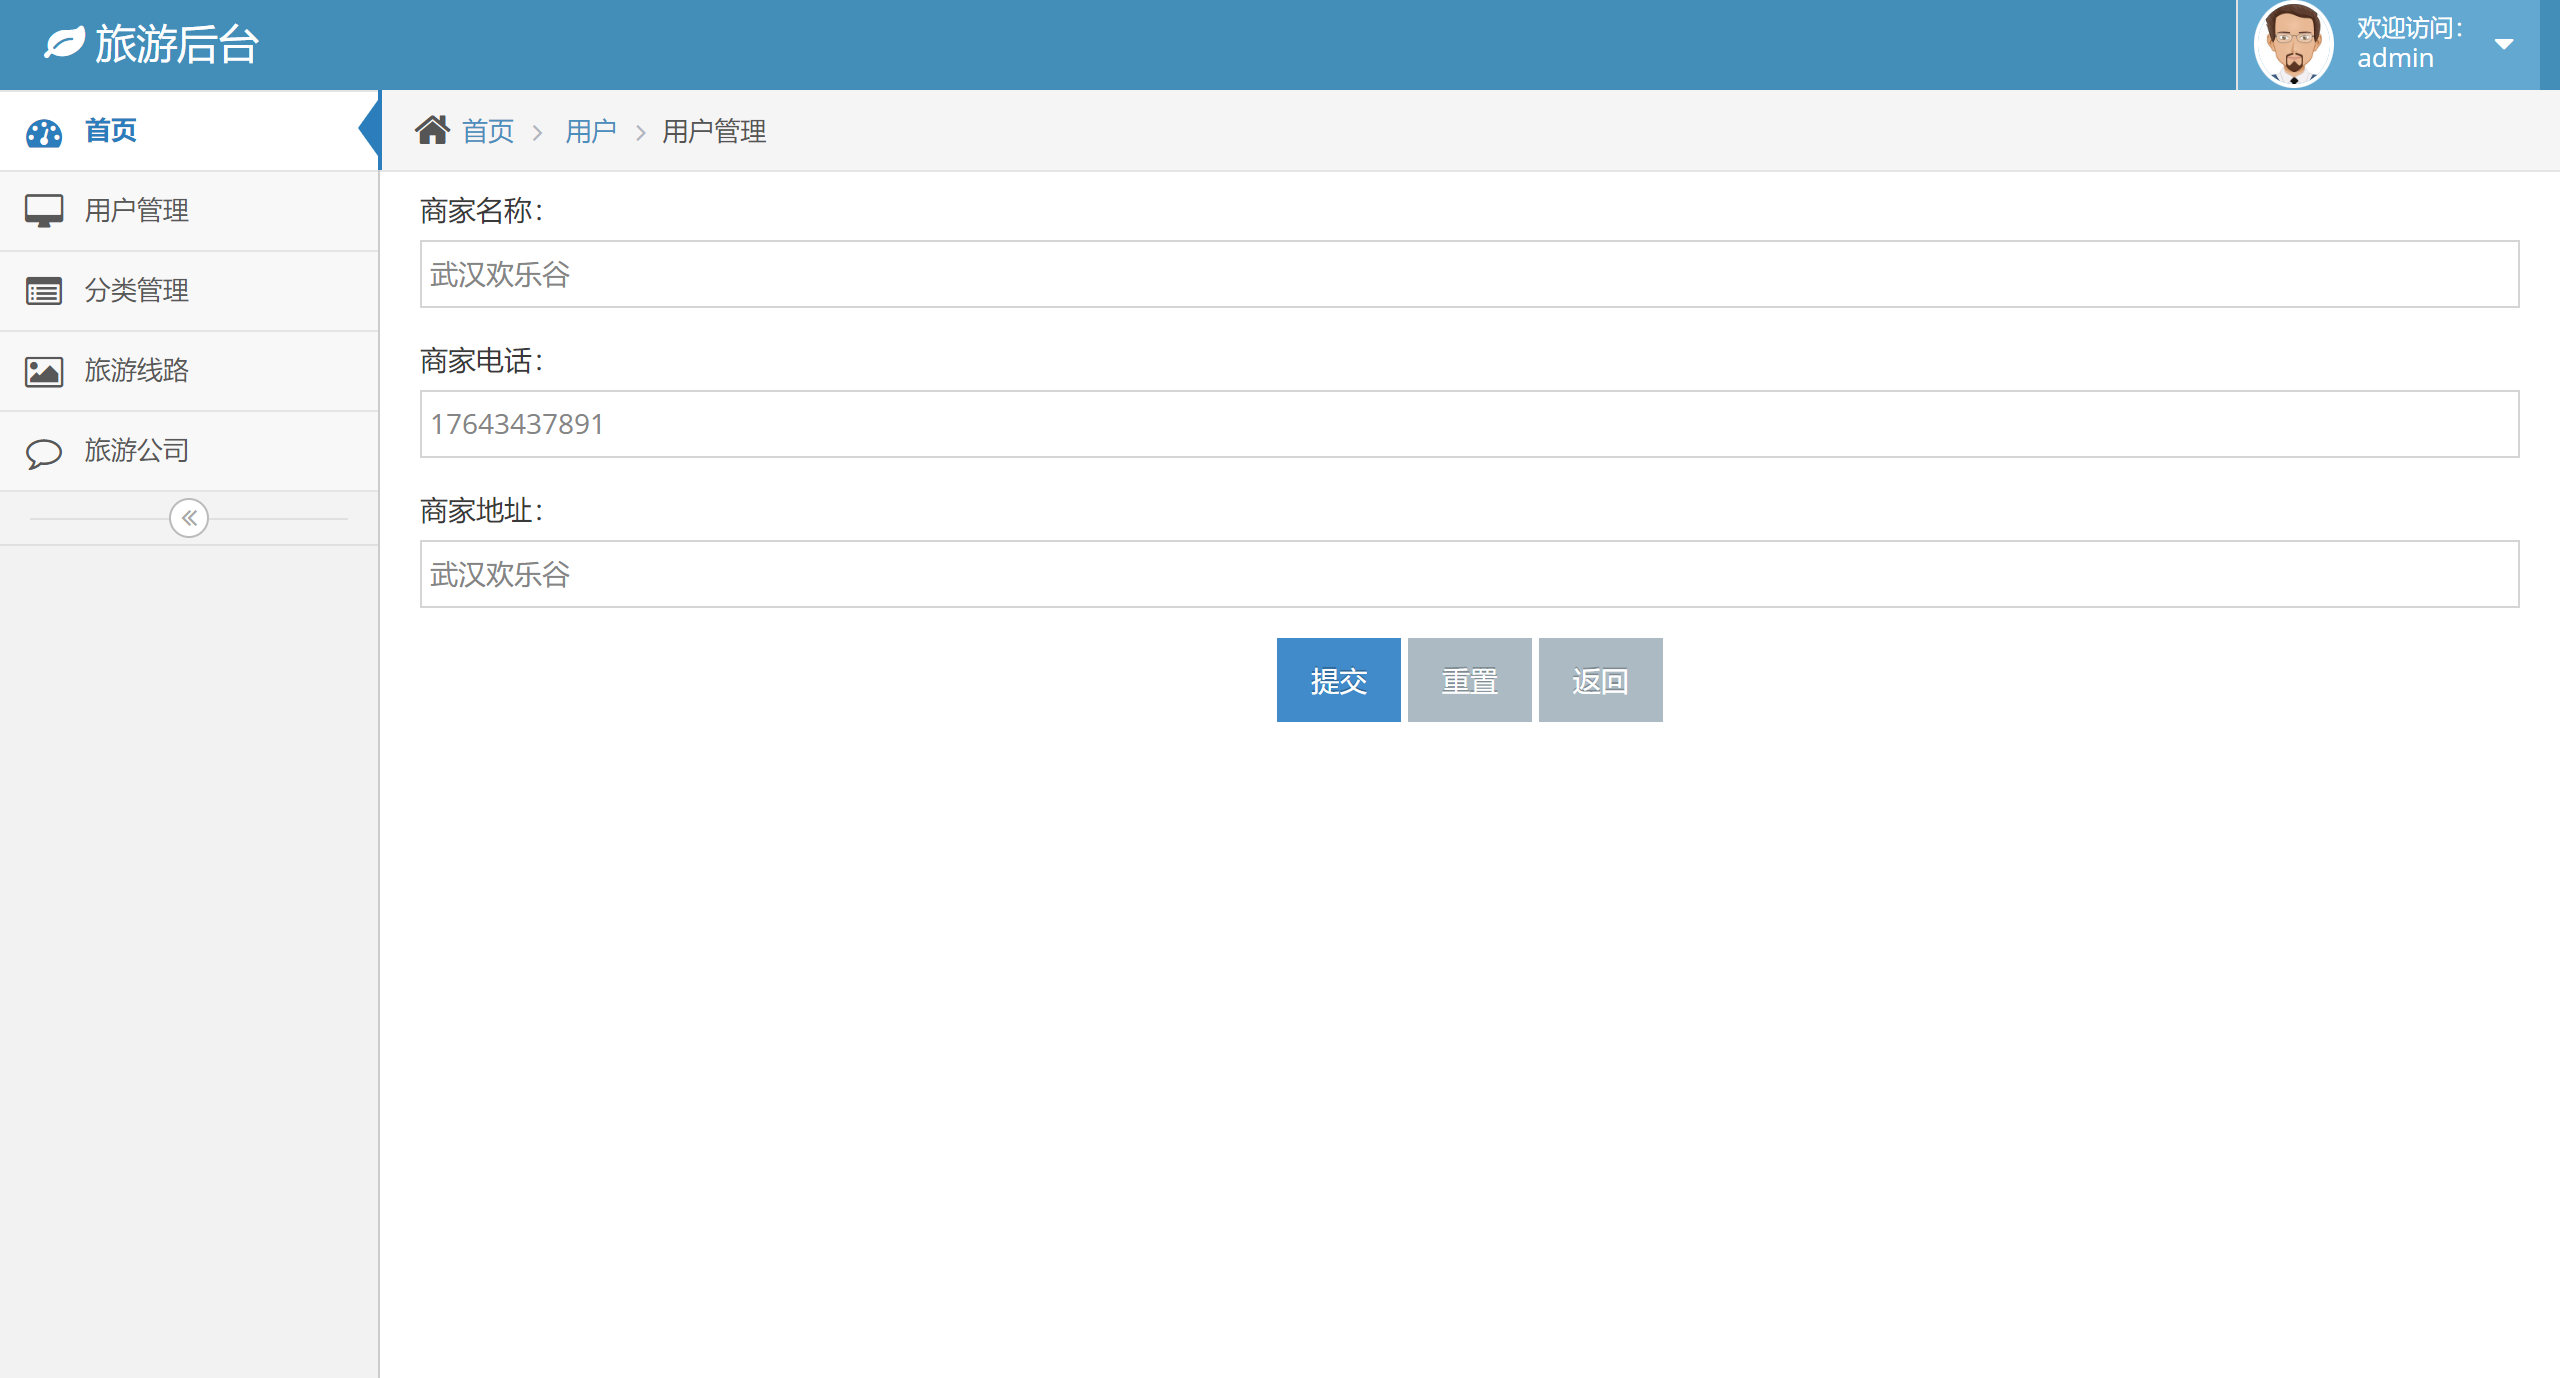 旅游后台
欢迎访问：
admin
首页
用户管理
分类管理
旅游线路
旅游公司
首页 用户 用户管理
商家名称：
武汉欢乐谷
商家电话：
17643437891
商家地址：
武汉欢乐谷
提交 重置 返回